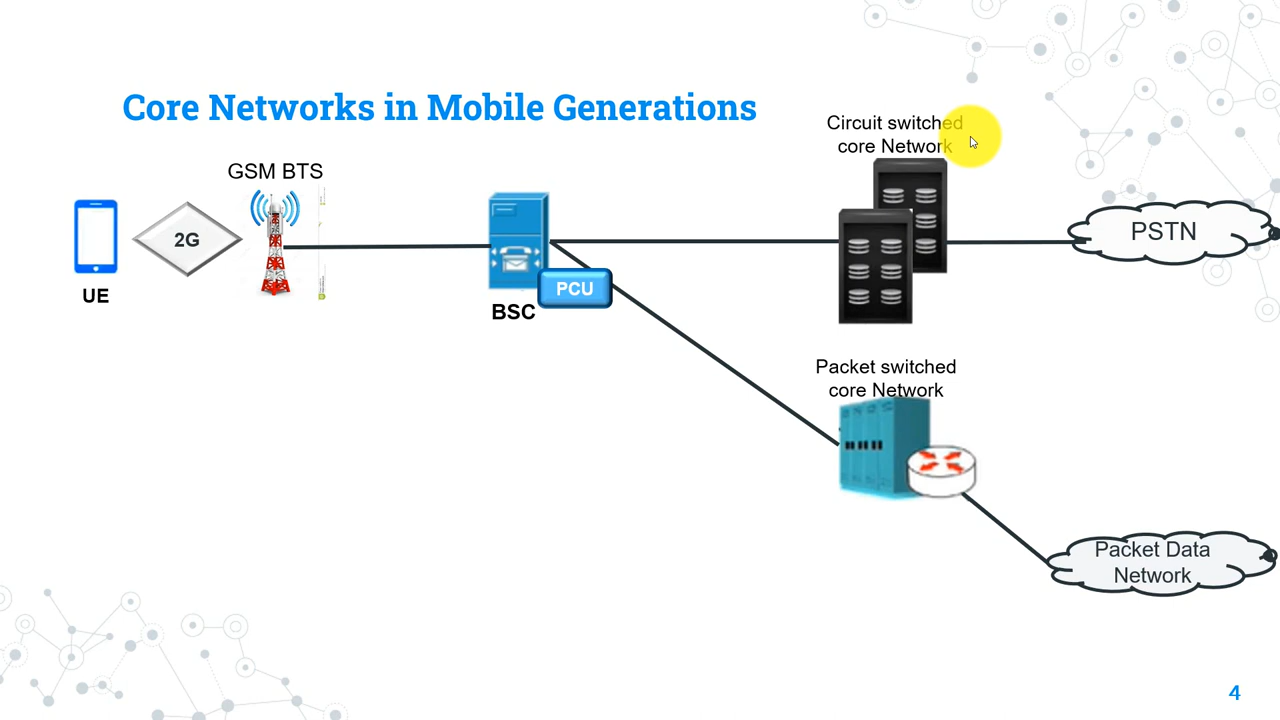 Core Networks in Mobile Generations
Circuit switched
core Network
GSM BTS
2G
UE
BSC
PCU
PSTN
Packet switched
core Network
Packet Data
Network
4